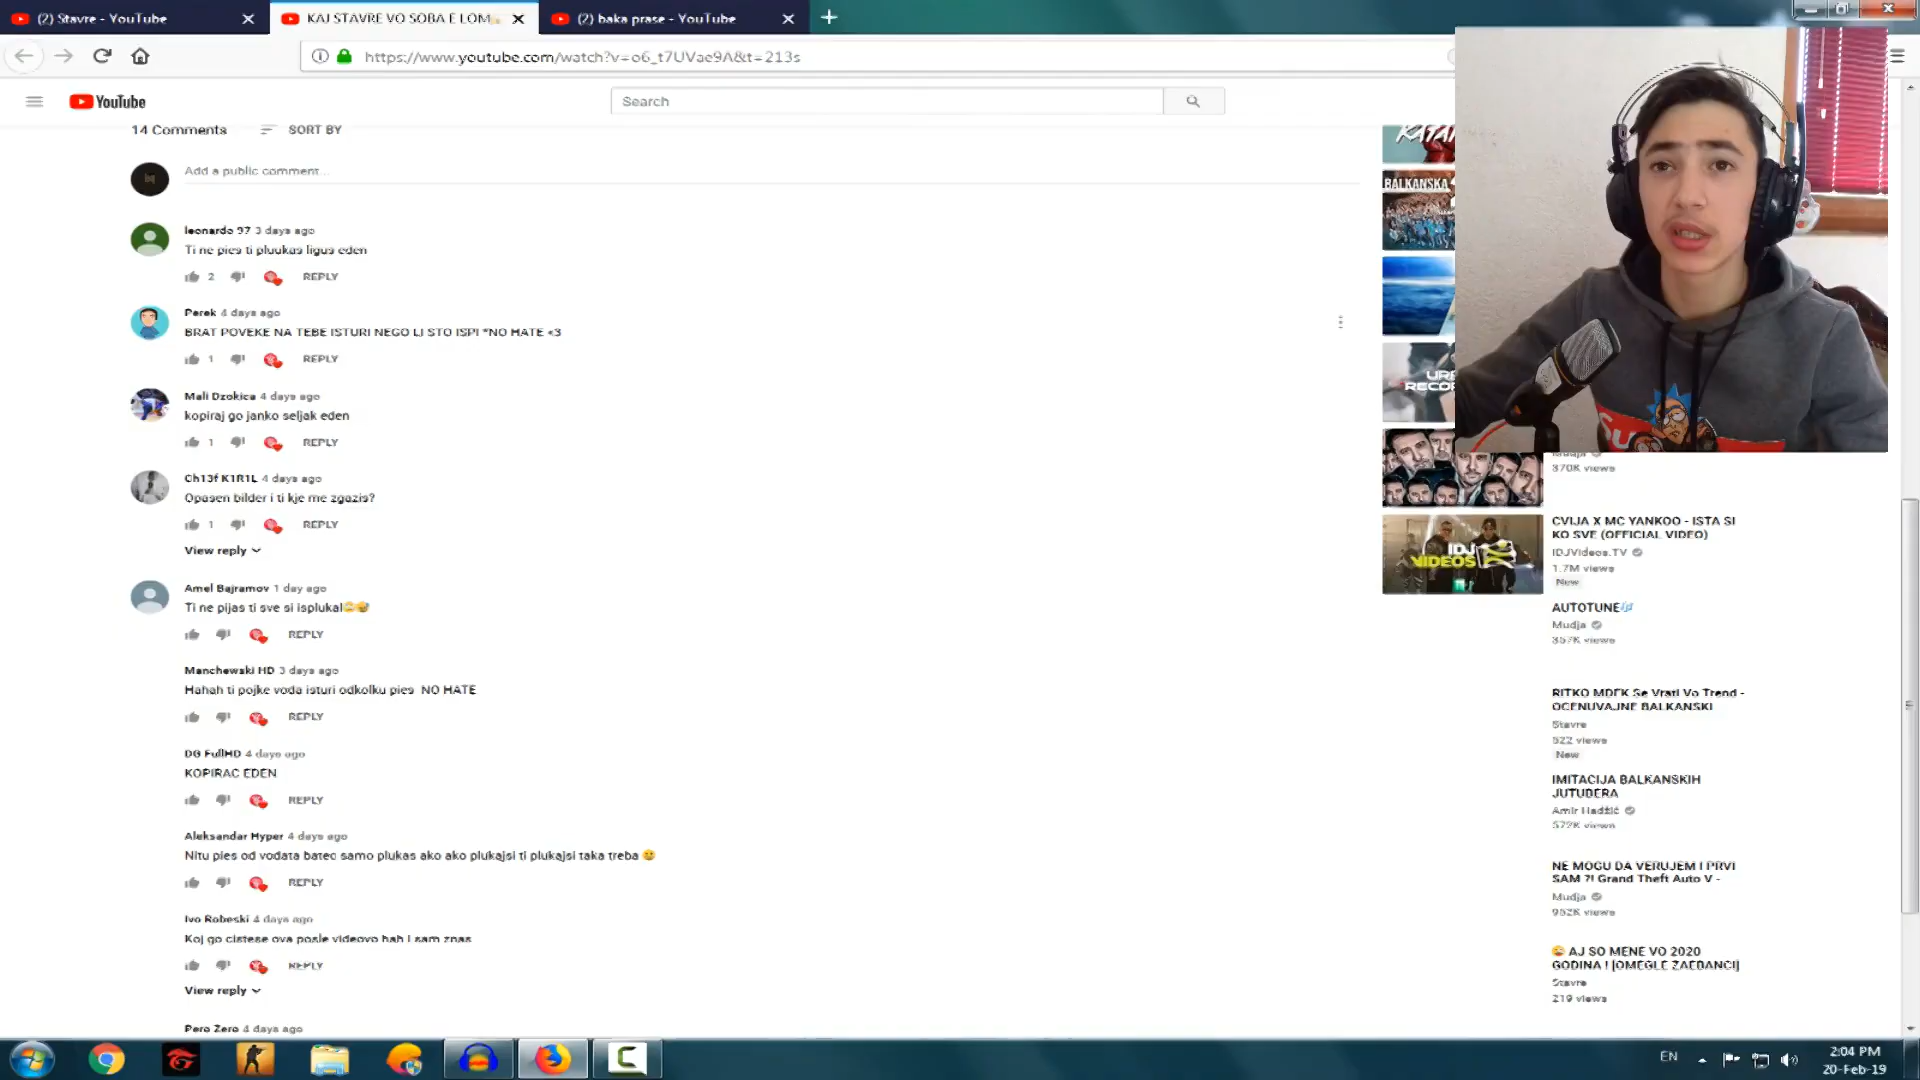 (2) Stavre - YouTube
KAJ STAVRE VO SOBA E LOM
(2) baka prase - YouTube
https://www.youtube.com/watch?v=o6_t7UVae9A&t=213s
YouTube
Search
14 Comments
SORT BY
Add a public comment...
leonardo 97 3 days ago
Ti ne pies ti pluukas ligus eden
2
REPLY
Perek 4 days ago
BRAT POVEKE NA TEBE ISTURI NEGO LI STO ISPI *NO HATE <3
1
REPLY
Mali Dzokica 4 days ago
kopiraj go janko seljak eden
1
REPLY
Ch13f K1R1L 4 days ago
Opasen bilder i ti kje me zgazis?
1
REPLY
View reply
Amel Bajramov 1 day ago
Ti ne pijas ti sve si isplukal🙄😅
REPLY
Manchewski HD 3 days ago
Hahah ti pojke voda isturi odkolku pies NO HATE
REPLY
DG FullHD 4 days ago
KOPIRAC EDEN
REPLY
Aleksandar Hyper 4 days ago
Nitu pies od vodata batec samo plukas ako ako plukajsi ti plukajsi taka treba
REPLY
Ivo Robeski 4 days ago
Koj go cistese ova posle videovo hah i sam znas
REPLY
View reply
Pero Zero 4 days ago
BALKANSKA
370K views
IDJ
VIDEOS
CVIJA X MC YANKOO - ISTA SI
KO SVE (OFFICIAL VIDEO)
IDJVideos.TV
1.7M views
New
AUTOTUNE
Mudja
357K views
RITKO MDFK Se Vrati Vo Trend -
OCENUVAJNE BALKANSKI
Stavre
522 views
New
IMITACIJA BALKANSKIH
JUTUBERA
Amir Hadžić
572K views
NE MOGU DA VERUJEM I PRVI
SAM ?! Grand Theft Auto V -
Mudja
952K views
AJ SO MENE VO 2020
GODINA ! [OMEGLE ZAEBANCI]
Stavre
219 views
EN
2:04 PM
20-Feb-19